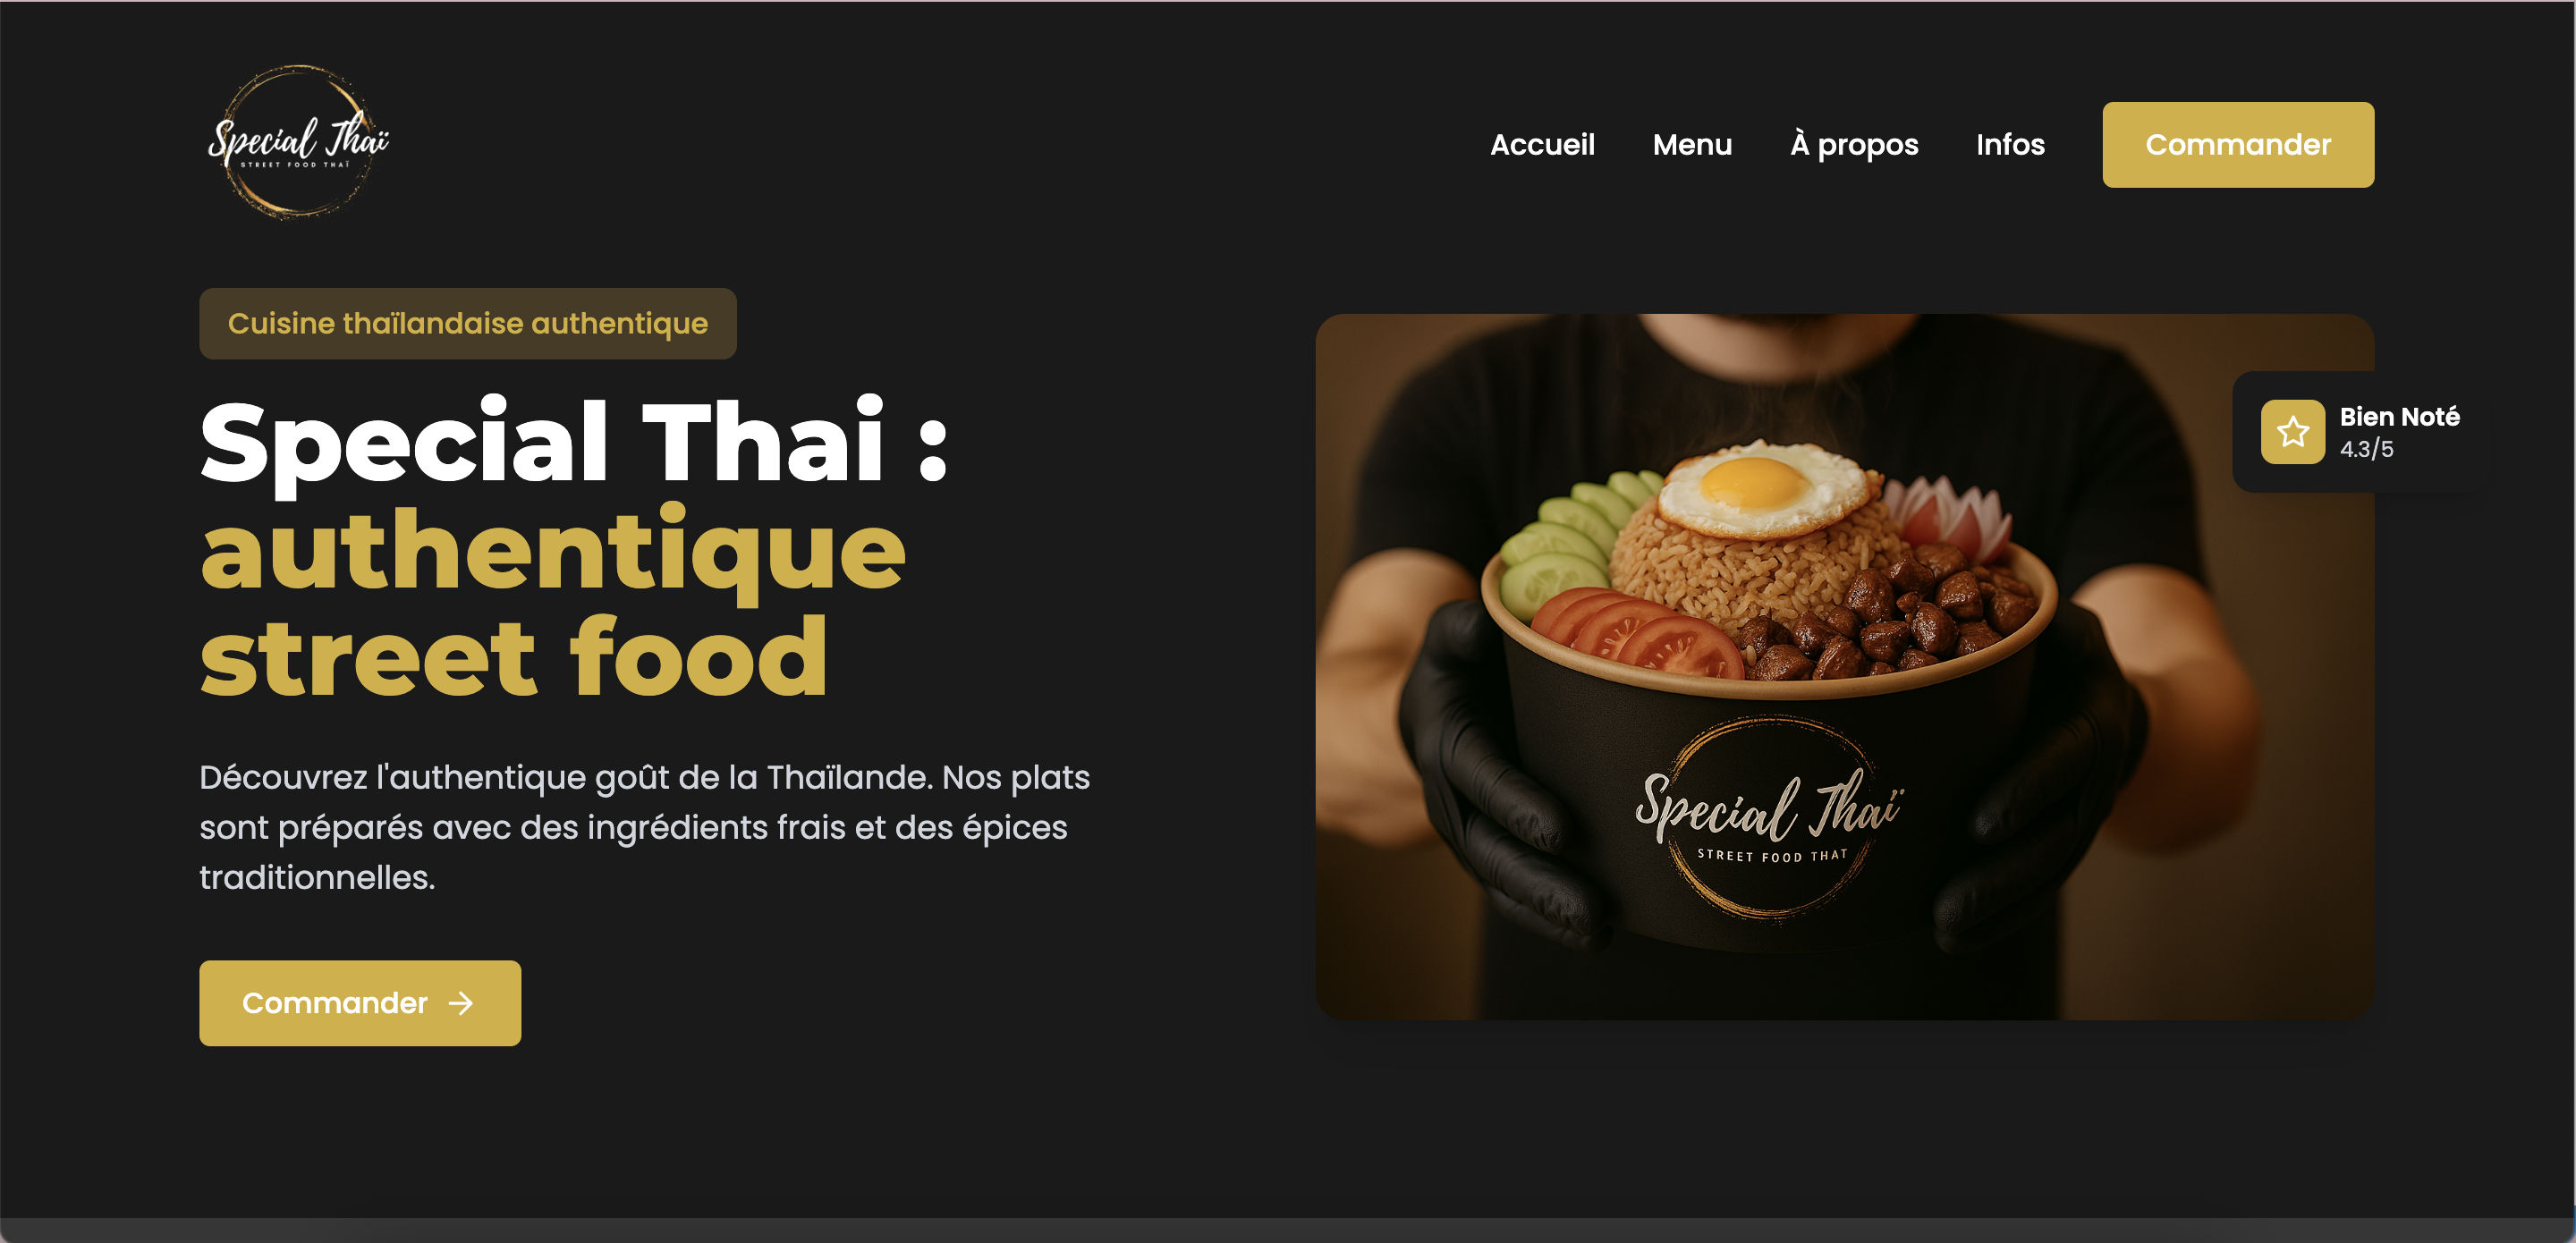 Special Thaï
STREET FOOD THAÏ
Accueil
Menu
À propos
Infos
Commander
Cuisine thaïlandaise authentique
Special Thai :
authentique
street food
Découvrez l'authentique goût de la Thaïlande. Nos plats
sont préparés avec des ingrédients frais et des épices
traditionnelles.
Commander
Bien Noté
4.3/5
Special Thaï
STREET FOOD THAT